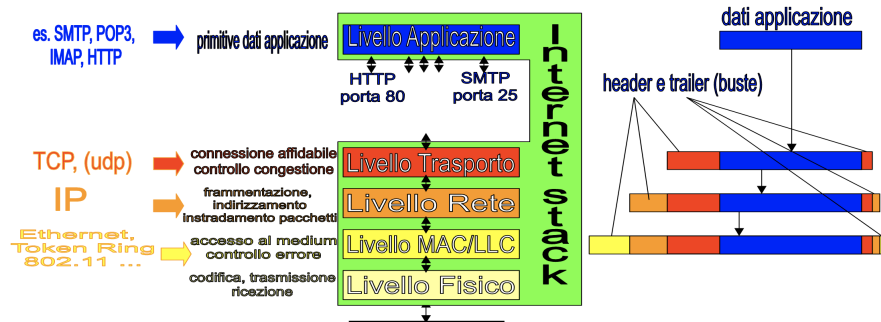 es. SMTP, POP3,
IMAP, HTTP
primitive dati applicazione
Livello Applicazione
HTTP
porta 80
SMTP
porta 25
TCP, (udp)
connessione affidabile
controllo congestione
Livello Trasporto
IP
frammentazione,
indirizzamento
instradamento pacchetti
Livello Rete
Ethernet,
Token Ring
802.11 ...
accesso al medium
controllo errore
Livello MAC/LLC
codifica, trasmissione
ricezione
Livello Fisico
Internet stack
dati applicazione
header e trailer (buste)